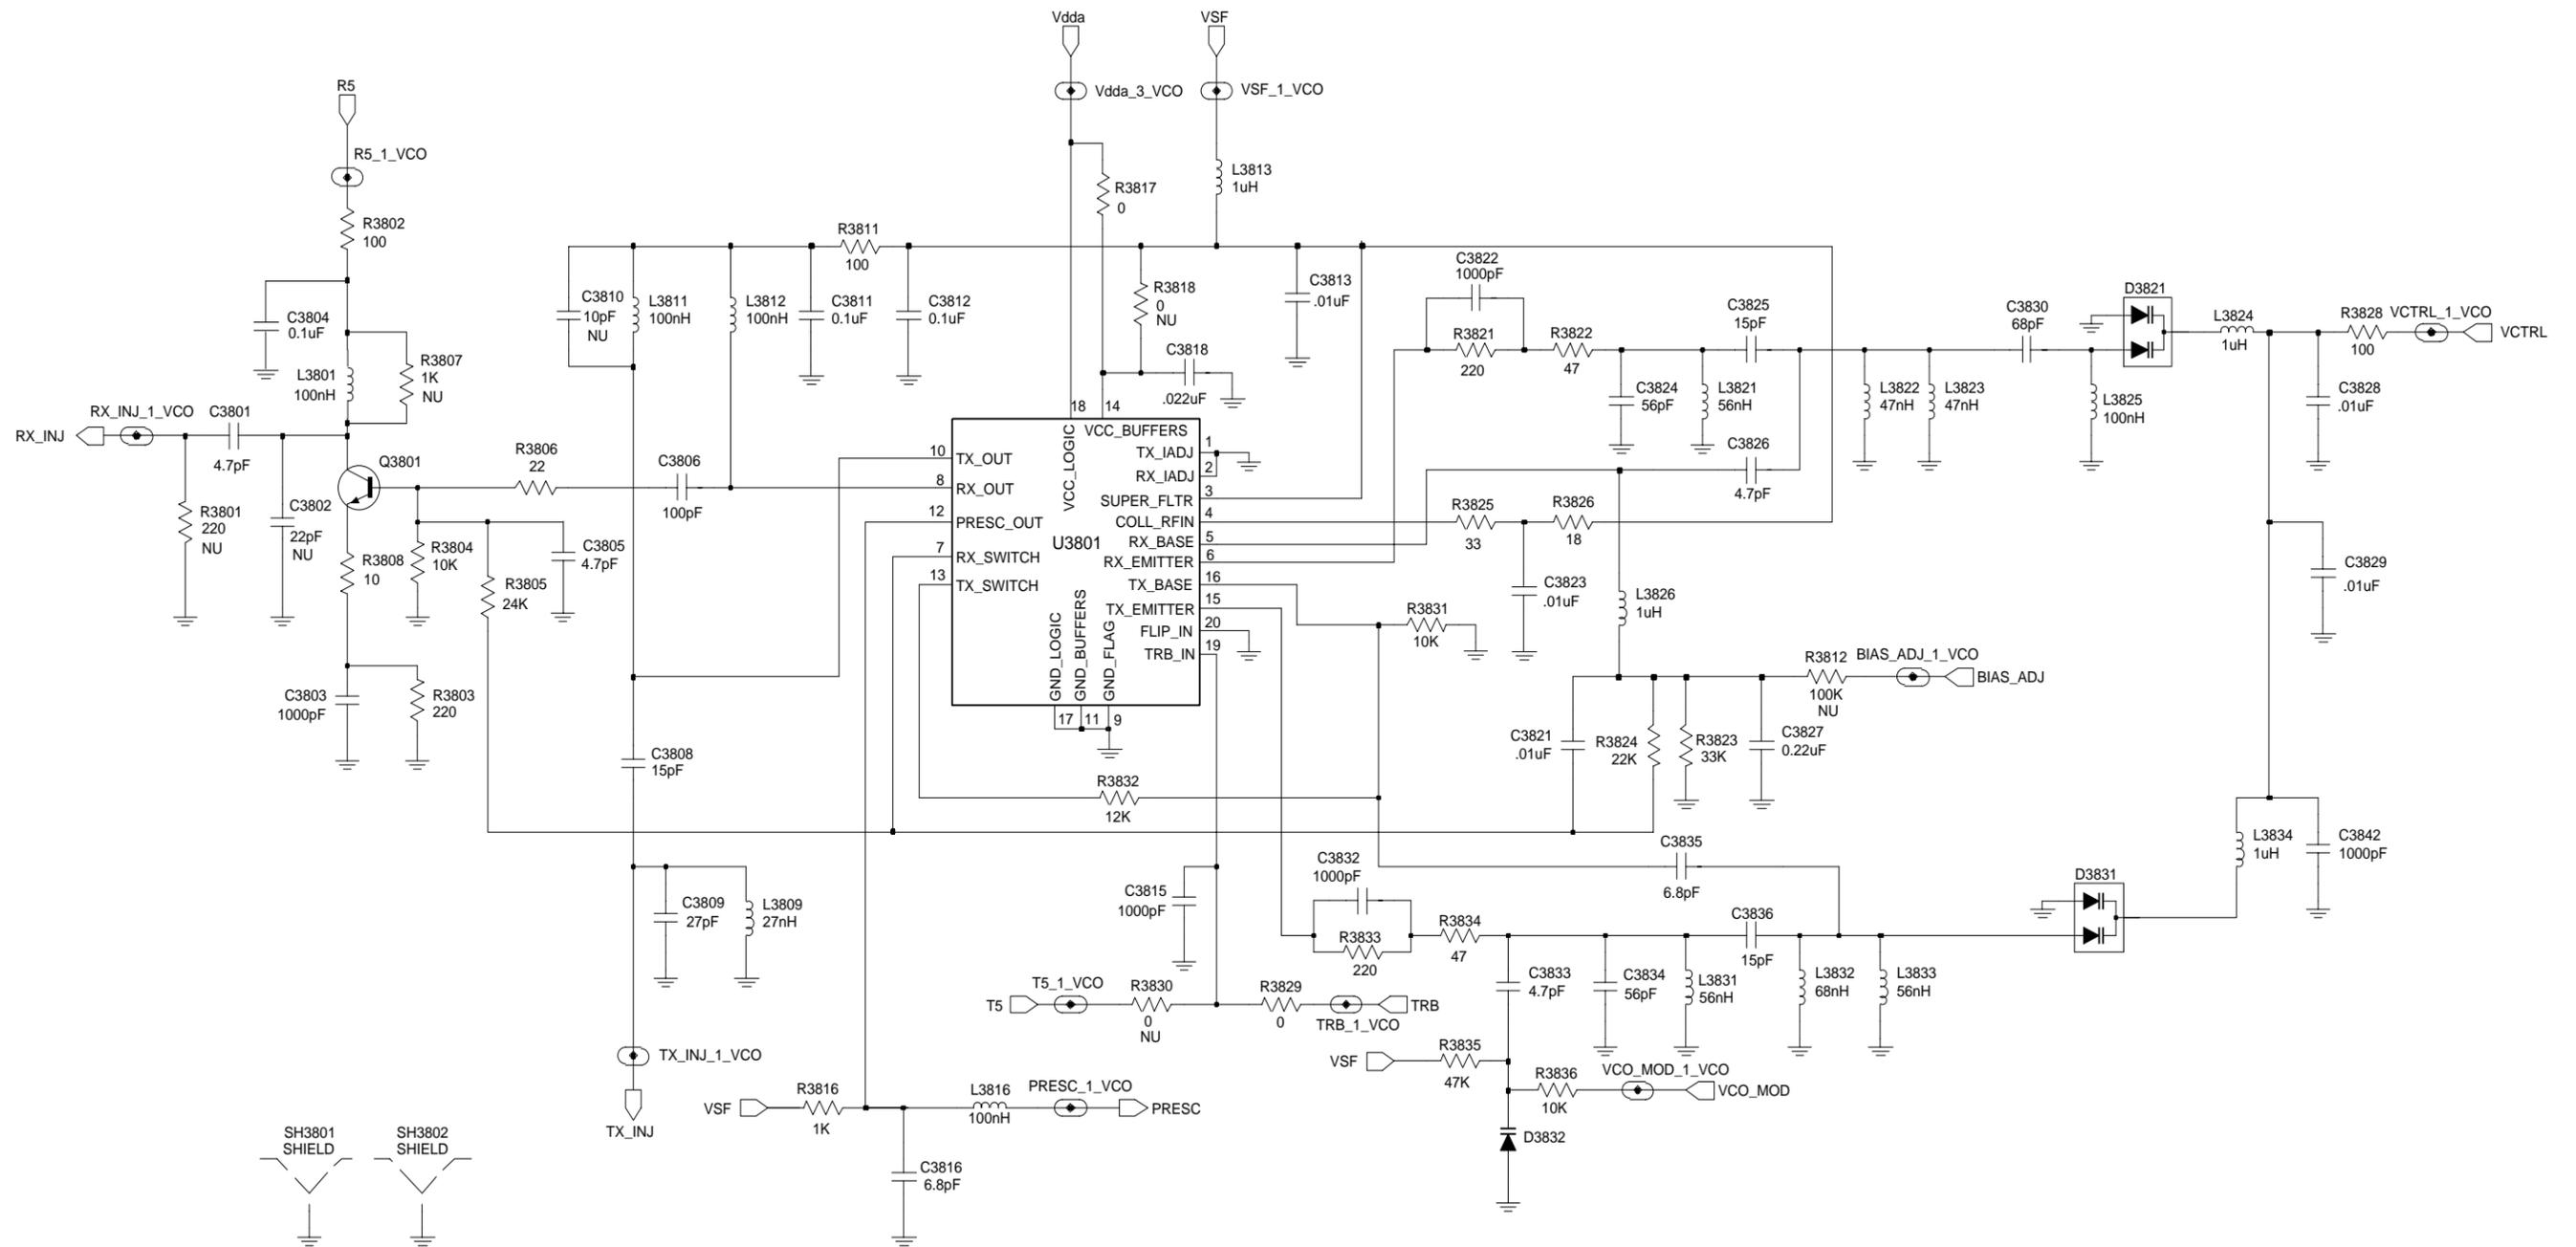 Vdda
VSF
Vdda_3_VCO
VSF_1_VCO
R5
R5_1_VCO
R3802
100
L3813
1uH
R3817
0
R3811
100
C3804
0.1uF
L3801
100nH
R3807
1K
NU
C3810
10pF
NU
L3811
100nH
L3812
100nH
C3811
0.1uF
C3812
0.1uF
R3818
0
NU
C3818
.022uF
C3813
.01uF
C3822
1000pF
R3821
220
R3822
47
C3825
15pF
C3824
56pF
L3821
56nH
C3826
4.7pF
L3822
47nH
L3823
47nH
C3830
68pF
D3821
L3825
100nH
L3824
1uH
R3828
100
VCTRL_1_VCO
VCTRL
C3828
.01uF
C3829
.01uF
RX_INJ
RX_INJ_1_VCO
C3801
4.7pF
Q3801
R3801
220
NU
C3802
22pF
NU
R3806
22
C3806
100pF
R3808
10
R3804
10K
R3805
24K
C3805
4.7pF
C3803
1000pF
R3803
220
18
14
VCC_LOGIC
VCC_BUFFERS
10
TX_OUT
8
RX_OUT
12
PRESC_OUT
7
RX_SWITCH
13
TX_SWITCH
U3801
TX_IADJ
1
RX_IADJ
2
SUPER_FLTR
3
COLL_RFIN
4
RX_BASE
5
RX_EMITTER
6
TX_BASE
16
TX_EMITTER
15
FLIP_IN
20
TRB_IN
19
GND_LOGIC
GND_BUFFERS
GND_FLAG
17
11
9
R3825
33
R3826
18
C3823
.01uF
L3826
1uH
R3831
10K
R3812
100K
NU
BIAS_ADJ_1_VCO
BIAS_ADJ
C3821
.01uF
R3824
22K
R3823
33K
C3827
0.22uF
C3808
15pF
R3832
12K
C3809
27pF
L3809
27nH
C3815
1000pF
C3832
1000pF
R3833
220
R3834
47
C3835
6.8pF
C3836
15pF
D3831
L3834
1uH
C3842
1000pF
C3833
4.7pF
C3834
56pF
L3831
56nH
L3832
68nH
L3833
56nH
T5
T5_1_VCO
R3830
0
NU
R3829
0
TRB_1_VCO
TRB
VSF
R3835
47K
R3836
10K
VCO_MOD_1_VCO
VCO_MOD
D3832
TX_INJ_1_VCO
TX_INJ
VSF
R3816
1K
L3816
100nH
PRESC_1_VCO
PRESC
C3816
6.8pF
SH3801
SHIELD
SH3802
SHIELD